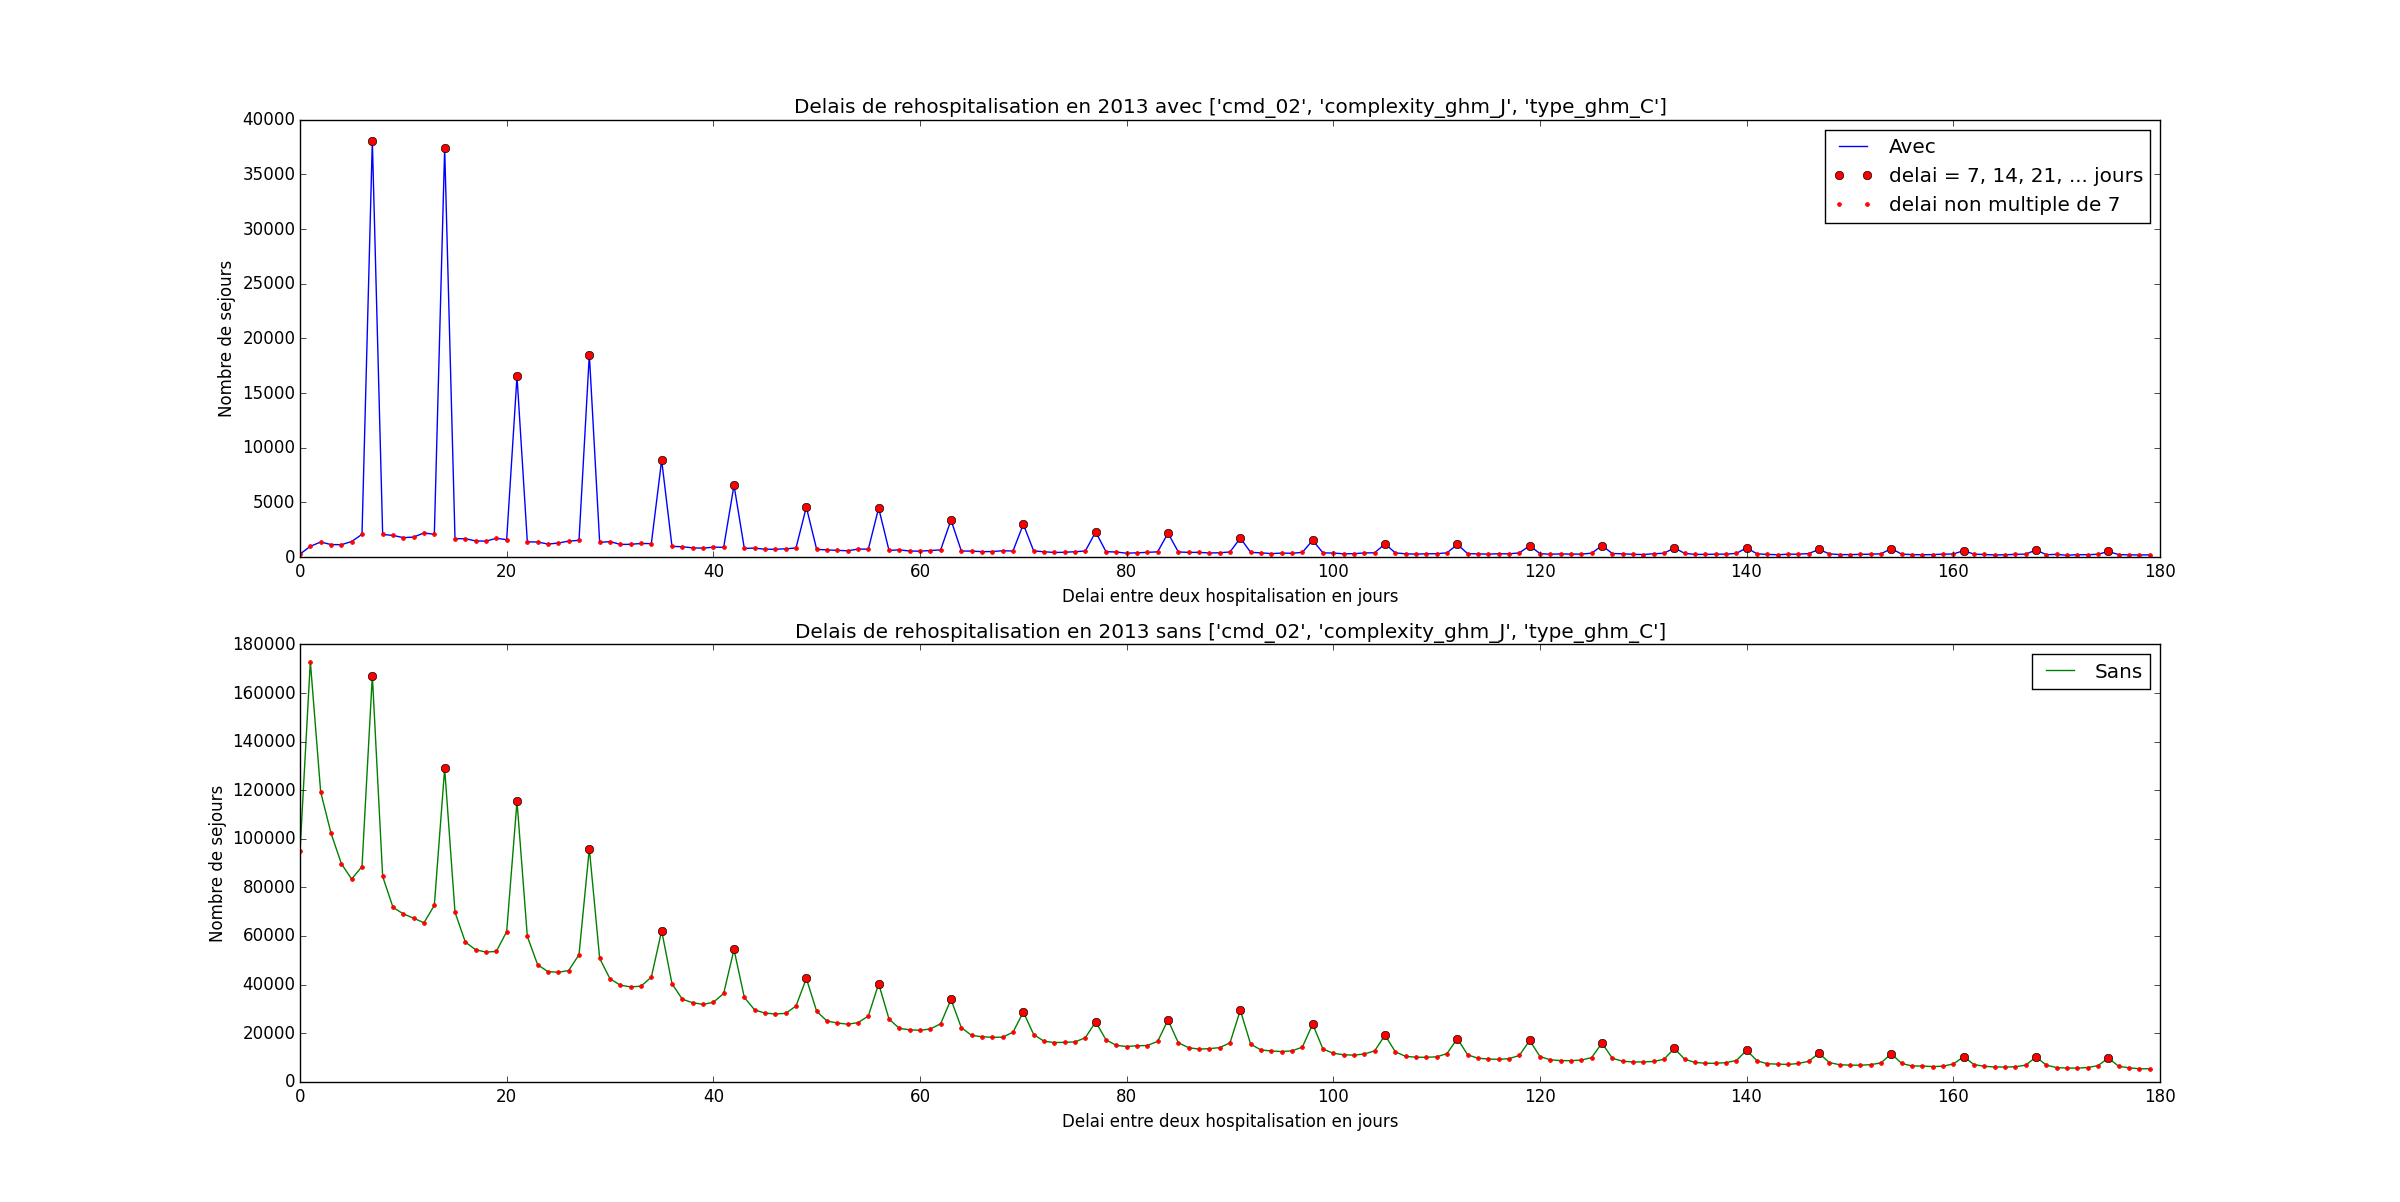 Delais de rehospitalisation en 2013 avec ['cmd_02', 'complexity_ghm_J', 'type_ghm_C']
40000
35000
30000
25000
20000
15000
10000
5000
0
Nombre de sejours
Avec
delai = 7, 14, 21, ... jours
delai non multiple de 7
0 20 40 60 80 100 120 140 160 180
Delai entre deux hospitalisation en jours
Delais de rehospitalisation en 2013 sans ['cmd_02', 'complexity_ghm_J', 'type_ghm_C']
180000
160000
140000
120000
100000
80000
60000
40000
20000
0
Nombre de sejours
Sans
0 20 40 60 80 100 120 140 160 180
Delai entre deux hospitalisation en jours